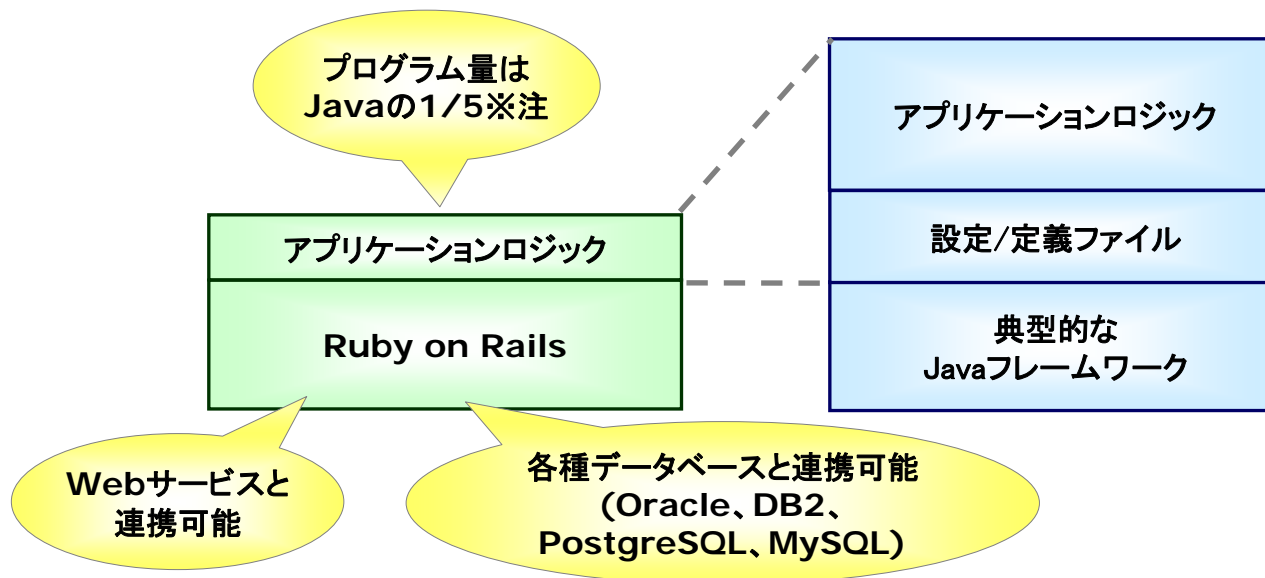 プログラム量は
Javaの1/5※注
アプリケーションロジック
Ruby on Rails
Webサービスと
連携可能
各種データベースと連携可能
(Oracle、DB2、
PostgreSQL、MySQL)
アプリケーションロジック
設定/定義ファイル
典型的な
Javaフレームワーク